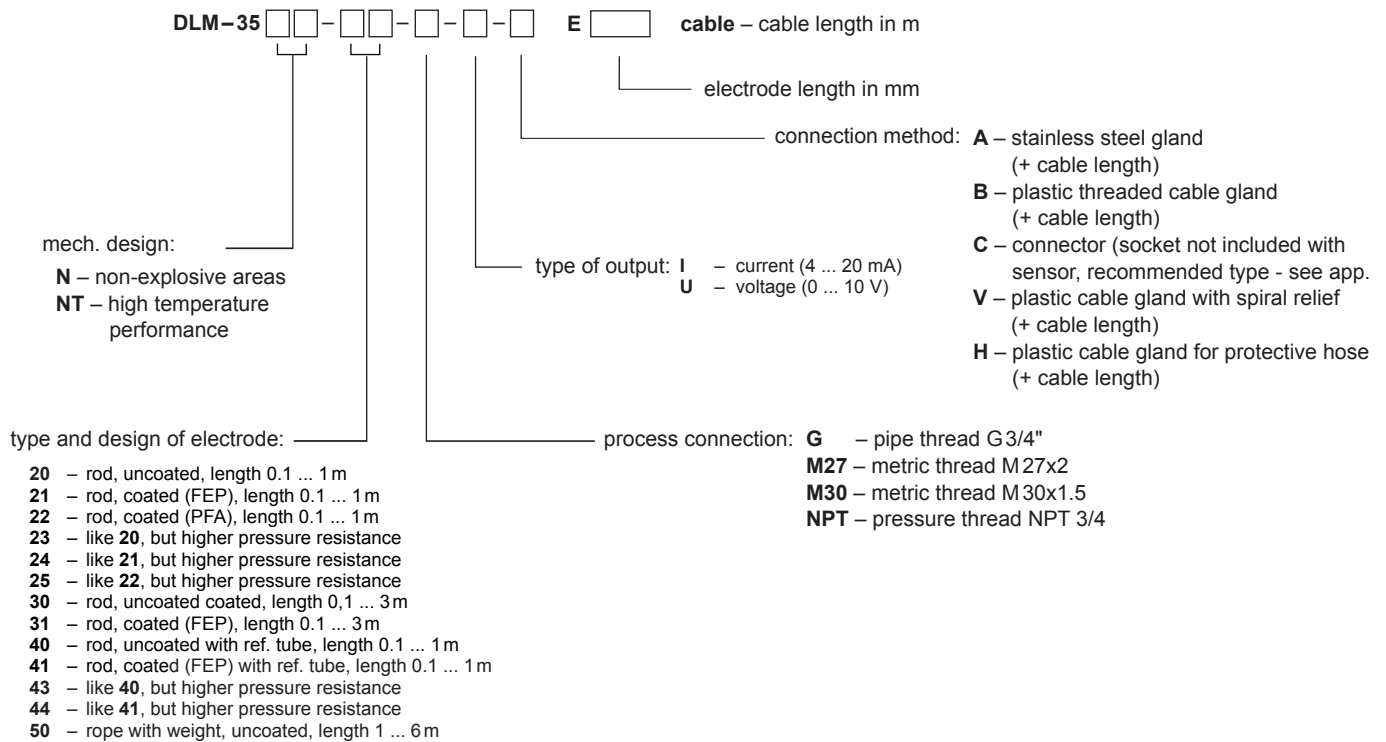 DLM–35 – – – – E cable – cable length in m
electrode length in mm
connection method: A – stainless steel gland
(+ cable length)
B – plastic threaded cable gland
(+ cable length)
C – connector (socket not included with
sensor, recommended type - see app.
V – plastic cable gland with spiral relief
(+ cable length)
H – plastic cable gland for protective hose
(+ cable length)
mech. design:
N – non-explosive areas
NT – high temperature
performance
type of output: I – current (4 ... 20 mA)
U – voltage (0 ... 10 V)
type and design of electrode:
20 – rod, uncoated, length 0.1 ... 1 m
21 – rod, coated (FEP), length 0.1 ... 1 m
22 – rod, coated (PFA), length 0.1 ... 1 m
23 – like 20, but higher pressure resistance
24 – like 21, but higher pressure resistance
25 – like 22, but higher pressure resistance
30 – rod, uncoated coated, length 0,1 ... 3 m
31 – rod, coated (FEP), length 0.1 ... 3 m
40 – rod, uncoated with ref. tube, length 0.1 ... 1 m
41 – rod, coated (FEP) with ref. tube, length 0.1 ... 1 m
43 – like 40, but higher pressure resistance
44 – like 41, but higher pressure resistance
50 – rope with weight, uncoated, length 1 ... 6 m
process connection: G – pipe thread G 3/4"
M27 – metric thread M 27x2
M30 – metric thread M 30x1.5
NPT – pressure thread NPT 3/4